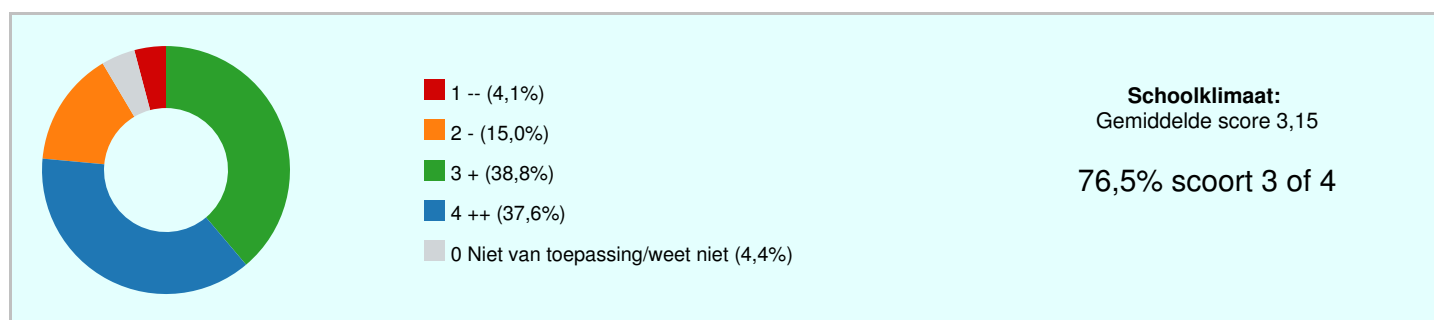 1 -- (4,1%)
2 - (15,0%)
3 + (38,8%)
4 ++ (37,6%)
0 Niet van toepassing/weet niet (4,4%)
Schoolklimaat:
Gemiddelde score 3,15
76,5% scoort 3 of 4